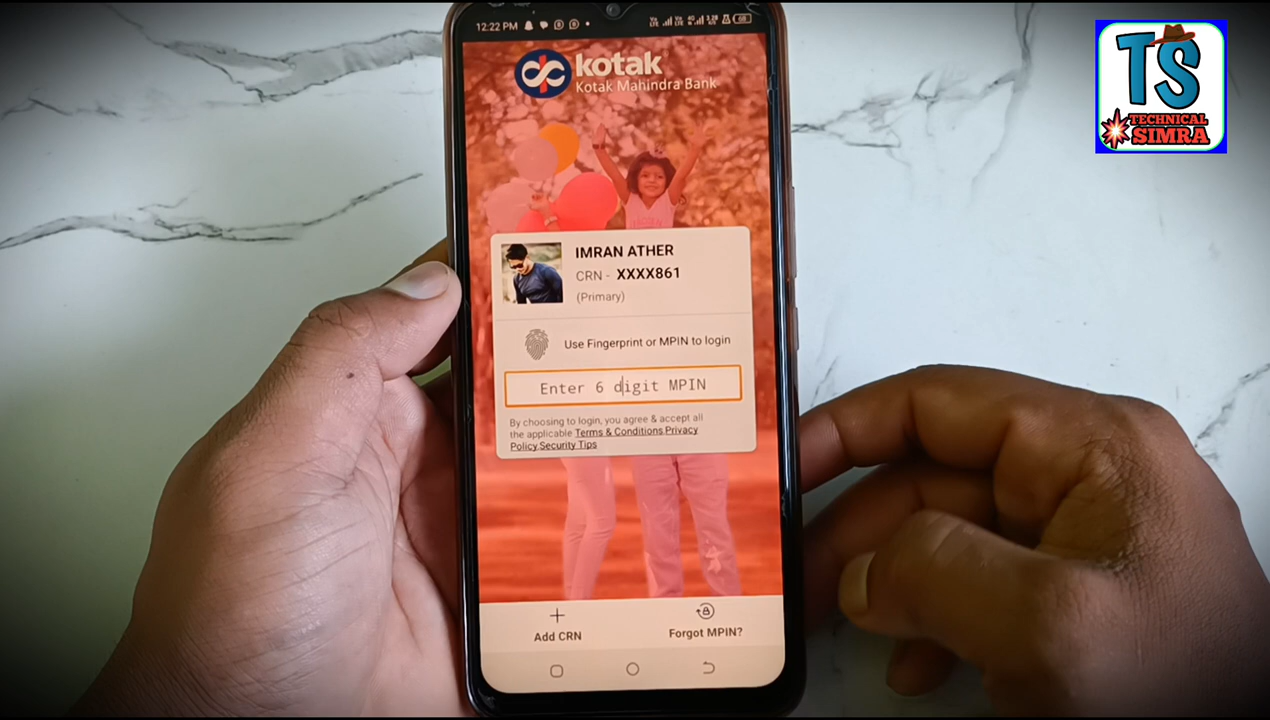 12:22 PM
kotak
Kotak Mahindra Bank
IMRAN ATHER
CRN - XXXX861
(Primary)
Use Fingerprint or MPIN to login
Enter 6 digit MPIN
By choosing to login, you agree & accept all
the applicable Terms & Conditions Privacy
Policy Security Tips
Add CRN
Forgot MPIN?
TS
TECHNICAL
SIMRA